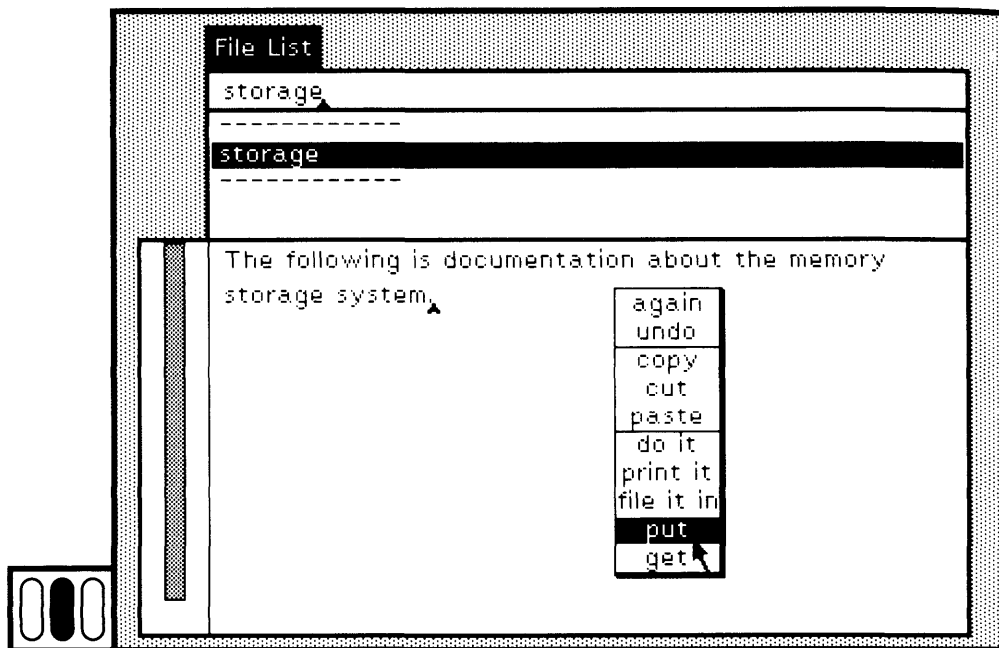 File List
storage
------------
storage
------------
The following is documentation about the memory
storage system.
again
undo
copy
cut
paste
do it
print it
file it in
put
get